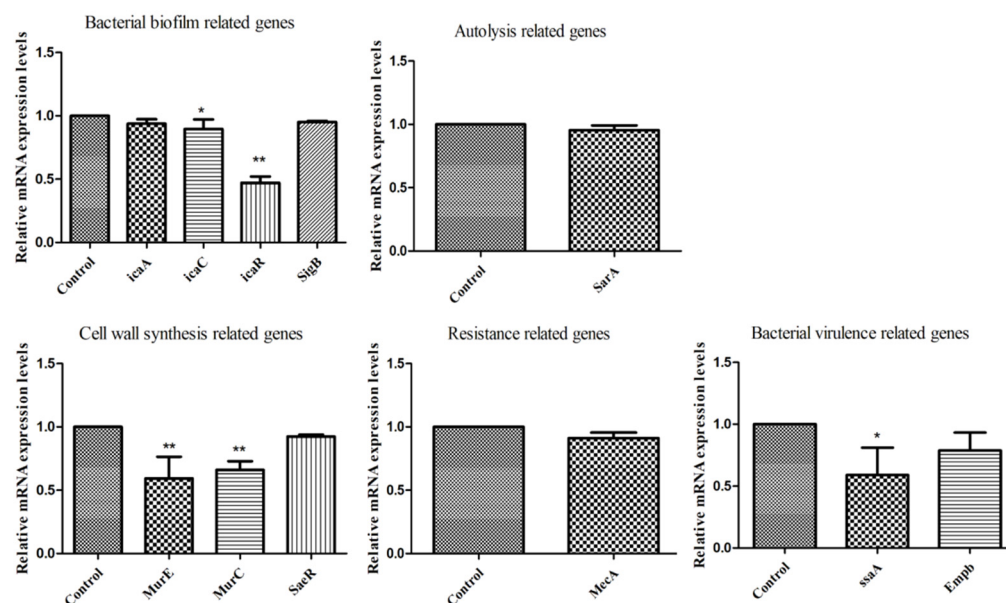 Bacterial biofilm related genes
Relative mRNA expression levels
1.5
1.0
0.5
0.0
*
**
Control
icaA
icaC
icaR
SigB
Autolysis related genes
Relative mRNA expression levels
1.5
1.0
0.5
0.0
Control
SarA
Cell wall synthesis related genes
Relative mRNA expression levels
1.5
1.0
0.5
0.0
**
**
Control
MurE
MurC
SaeR
Resistance related genes
Relative mRNA expression levels
1.5
1.0
0.5
0.0
Control
MecA
Bacterial virulence related genes
Relative mRNA expression levels
1.5
1.0
0.5
0.0
*
Control
ssaA
Empb